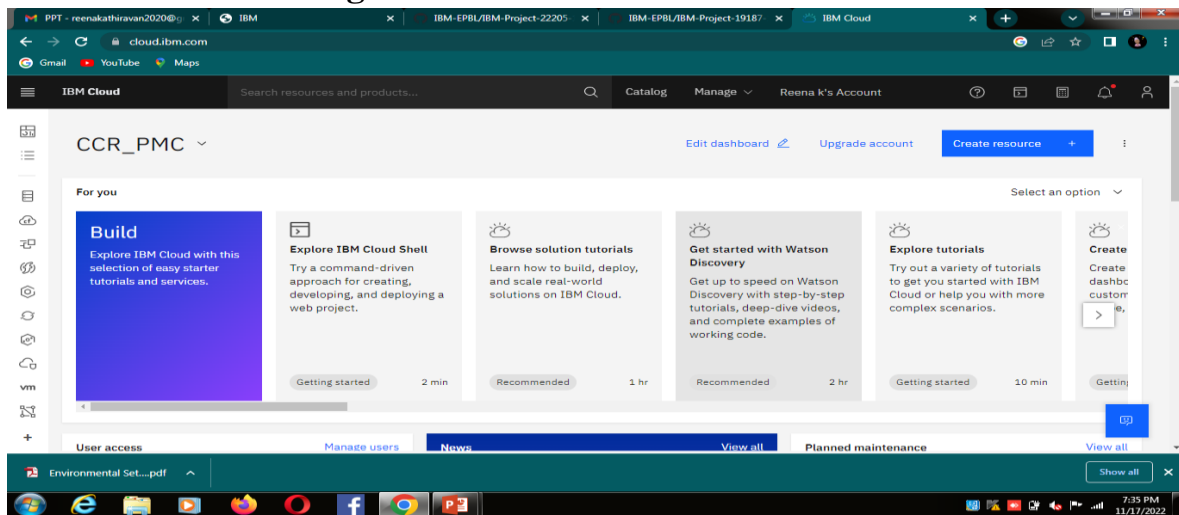 PPT - reenakathiravan2020@g
IBM
IBM-EPBL/IBM-Project-22205-
IBM-EPBL/IBM-Project-19187-
IBM Cloud
cloud.ibm.com
Gmail
YouTube
Maps
IBM Cloud
Search resources and products...
Catalog
Manage
Reena k's Account
CCR_PMC
Edit dashboard
Upgrade account
Create resource +
For you
Select an option
Build
Explore IBM Cloud with this
selection of easy starter
tutorials and services.
Explore IBM Cloud Shell
Try a command-driven
approach for creating,
developing, and deploying a
web project.
Getting started
2 min
Browse solution tutorials
Learn how to build, deploy,
and scale real-world
solutions on IBM Cloud.
Recommended
1 hr
Get started with Watson
Discovery
Get up to speed on Watson
Discovery with step-by-step
tutorials, deep-dive videos,
and complete examples of
working code.
Recommended
2 hr
Explore tutorials
Try out a variety of tutorials
to get you started with IBM
Cloud or help you with more
complex scenarios.
Getting started
10 min
Create
Create
dashbo
custom
Getting
vm
User access
Manage users
News
View all
Planned maintenance
View all
Environmental Set....pdf
Show all
7:35 PM
11/17/2022